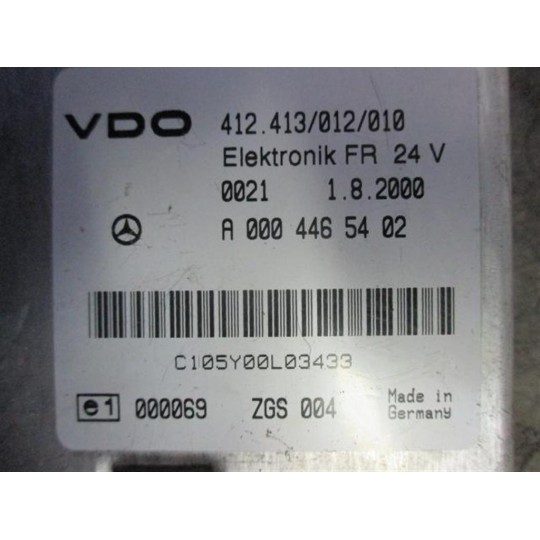 VDO 412.413/012/010
Elektronik FR 24 V
0021 1.8.2000
A 000 446 54 02
C105Y00L03433
e1 000069 ZGS 004 Made in
Germany